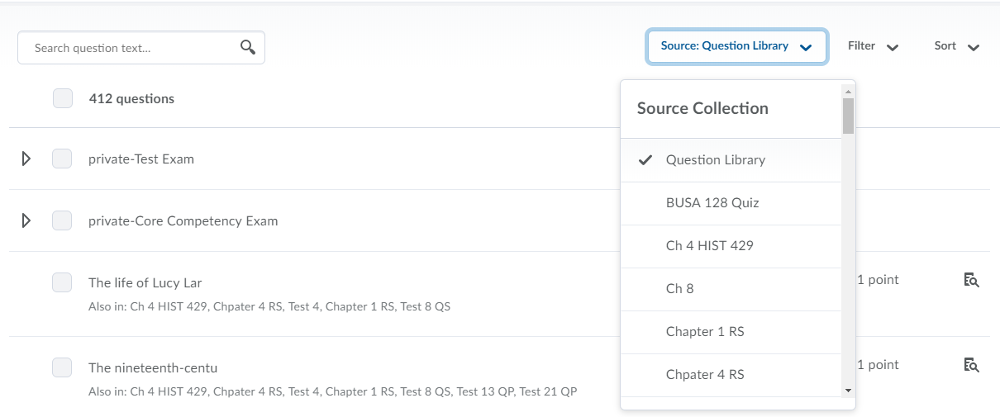 Search question text...
Source: Question Library
Filter
Sort
412 questions
Source Collection
private-Test Exam
Question Library
BUSA 128 Quiz
private-Core Competency Exam
Ch 4 HIST 429
The life of Lucy Lar
1 point
Ch 8
Also in: Ch 4 HIST 429, Chpater 4 RS, Test 4, Chapter 1 RS, Test 8 QS
Chapter 1 RS
The nineteenth-centu
1 point
Chpater 4 RS
Also in: Ch 4 HIST 429, Chpater 4 RS, Test 4, Chapter 1 RS, Test 8 QS, Test 13 QP, Test 21 QP